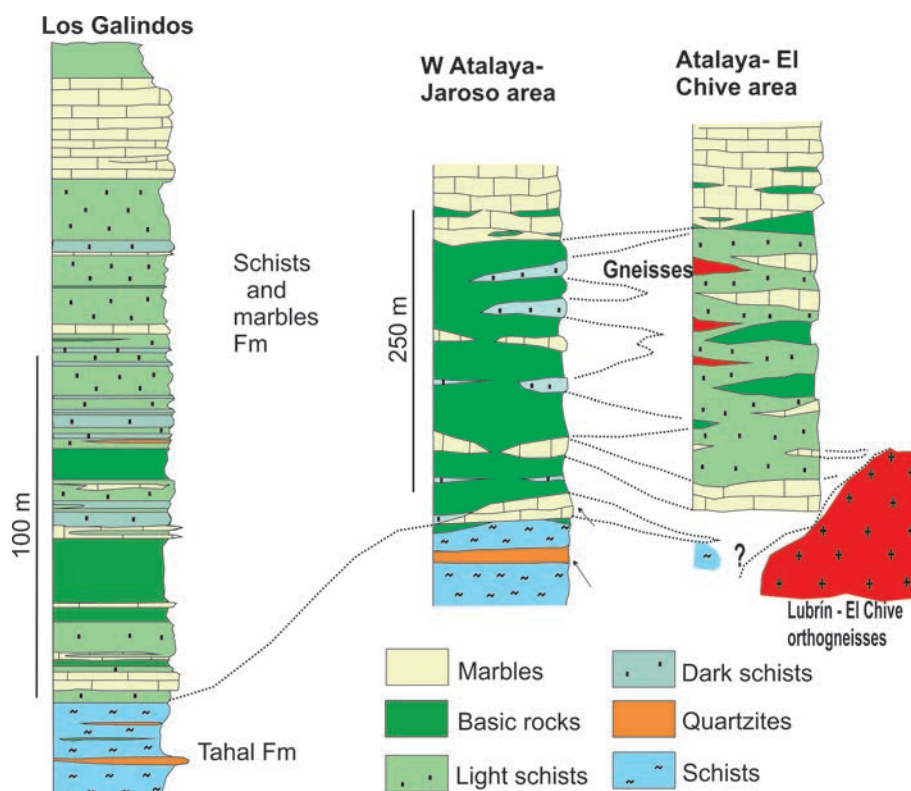 Los Galindos
W Atalaya-
Jaroso area
Atalaya- El
Chive area
Schists
and
marbles
Fm
Gneisses
250 m
100 m
?
Lubrín - El Chive
orthogneisses
Tahal Fm
Marbles
Basic rocks
Light schists
Dark schists
Quartzites
Schists